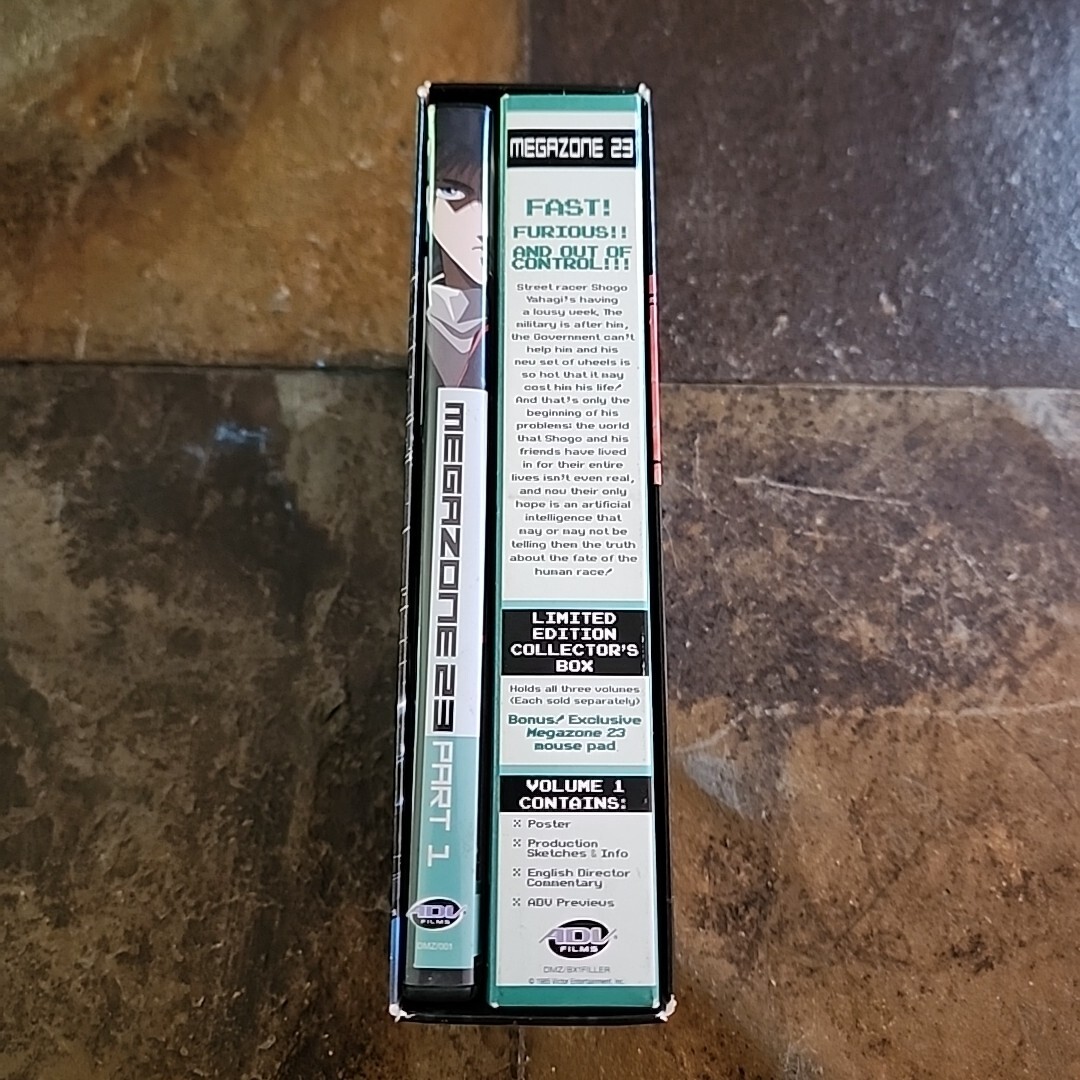 MEGAZONE 23
PART 1
ADV
FILMS
DMZ/001
MEGAZONE 23
FAST!
FURIOUS!!
AND OUT OF
CONTROL!!!
Street racer Shogo
Yahagi's having
a lousy week. The
military is after him,
the Government can't
help him and his
new set of wheels is
so hot that it may
cost him his life!
And that's only the
beginning of his
problems: the world
that Shogo and his
friends have lived
in for their entire
lives isn't even real,
and now their only
hope is an artificial
intelligence that
may or may not be
telling them the truth
about the fate of the
human race!
LIMITED
EDITION
COLLECTOR'S
BOX
Holds all three volumes
(Each sold separately)
Bonus! Exclusive
Megazone 23
mouse pad
VOLUME 1
CONTAINS:
Poster
Production
Sketches & Info
English Director
Commentary
ADV Previews
ADV
FILMS
DMZ/BX1FILLER
© 1985 Victor Entertainment, Inc.